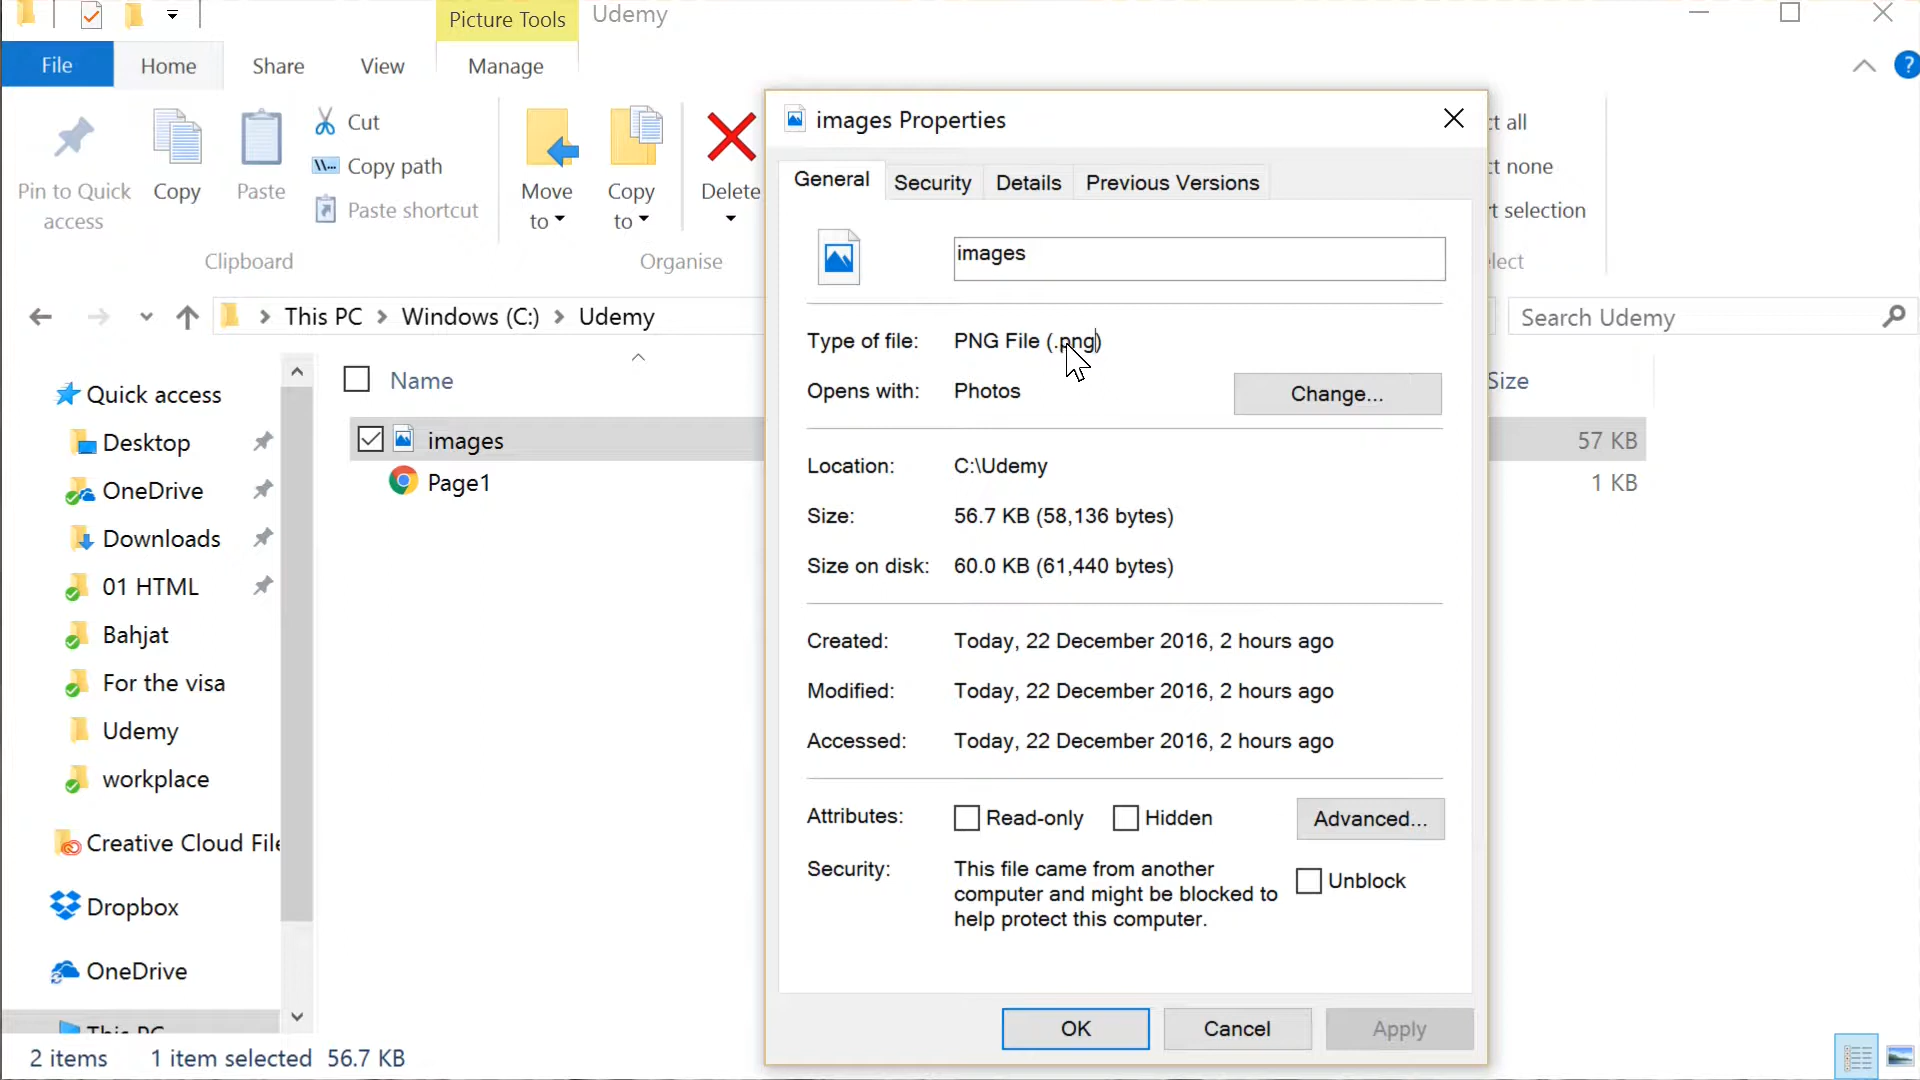 Picture Tools
Udemy
File
Home
Share
View
Manage
?
Pin to Quick access
Copy
Paste
Cut
Copy path
Paste shortcut
Clipboard
Move to
Copy to
Delete
Organise
ct all
ct none
t selection
lect
This PC > Windows (C:) > Udemy
Search Udemy
Quick access
Desktop
OneDrive
Downloads
01 HTML
Bahjat
For the visa
Udemy
workplace
Creative Cloud File
Dropbox
OneDrive
This PC
Name
Size
images
57 KB
Page1
1 KB
images Properties
General
Security
Details
Previous Versions
images
Type of file: PNG File (.png)
Opens with: Photos
Change...
Location: C:\Udemy
Size: 56.7 KB (58,136 bytes)
Size on disk: 60.0 KB (61,440 bytes)
Created: Today, 22 December 2016, 2 hours ago
Modified: Today, 22 December 2016, 2 hours ago
Accessed: Today, 22 December 2016, 2 hours ago
Attributes: Read-only Hidden
Advanced...
Security: This file came from another
computer and might be blocked to
help protect this computer.
Unblock
OK
Cancel
Apply
2 items 1 item selected 56.7 KB